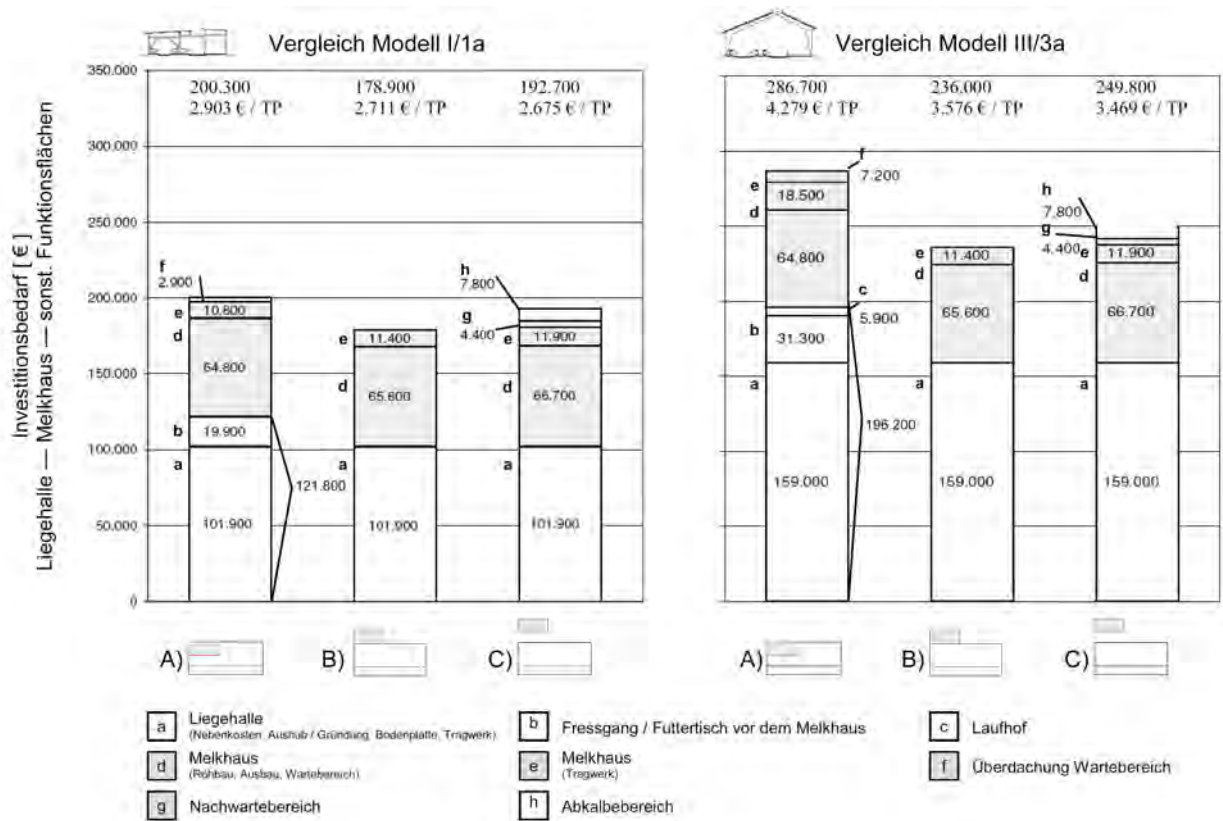 Vergleich Modell I/1a
Vergleich Modell III/3a
Investitionsbedarf [ € ]
Liegehalle — Melkhaus — sonst. Funktionsflächen
350.000
300.000
250.000
200.000
150.000
100.000
50.000
0
200.300
2.903 € / TP
178.900
2.711 € / TP
192.700
2.675 € / TP
f
2.900
e
10.800
d
64.800
b
19.900
a
121.800
101.900
e
11.400
d
65.600
a
101.900
h
7.800
g
4.400
e
11.900
d
66.700
a
101.900
286.700
4.279 € / TP
236.000
3.576 € / TP
249.800
3.469 € / TP
f
7.200
e
18.500
d
64.800
c
5.900
b
31.300
a
196.200
159.000
e
11.400
d
65.600
a
159.000
h
7.800
g
4.400
e
11.900
d
66.700
a
159.000
A)
B)
C)
A)
B)
C)
a Liegehalle
(Nebenkosten, Aushub / Gründung, Bodenplatte, Tragwerk)
b Fressgang / Futtertisch vor dem Melkhaus
c Laufhof
d Melkhaus
(Rohbau, Ausbau, Wartebereich)
e Melkhaus
(Tragwerk)
f Überdachung Wartebereich
g Nachwartebereich
h Abkalbebereich